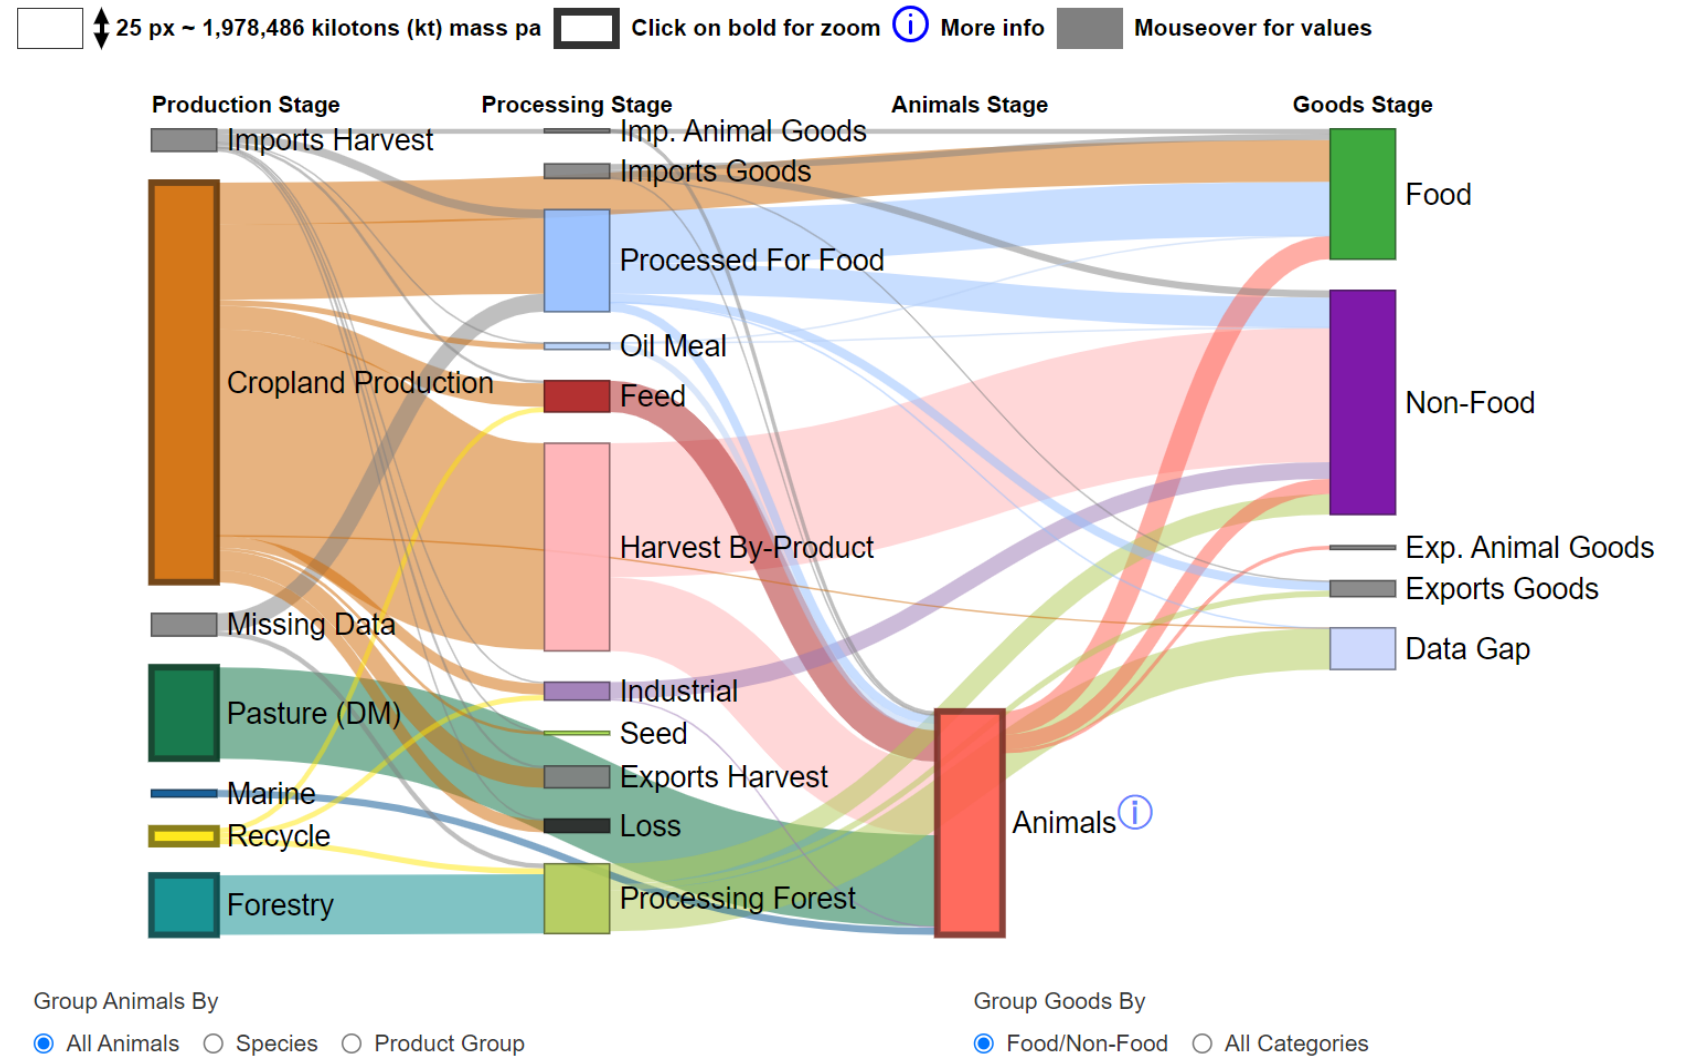 25 px ~ 1,978,486 kilotons (kt) mass pa Click on bold for zoom More info Mouseover for values
Production Stage Processing Stage Animals Stage Goods Stage
Imports Harvest
Cropland Production
Missing Data
Pasture (DM)
Marine
Recycle
Forestry
Imp. Animal Goods
Imports Goods
Processed For Food
Oil Meal
Feed
Harvest By-Product
Industrial
Seed
Exports Harvest
Loss
Processing Forest
Animals
Food
Non-Food
Exp. Animal Goods
Exports Goods
Data Gap
Group Animals By
All Animals Species Product Group
Group Goods By
Food/Non-Food All Categories